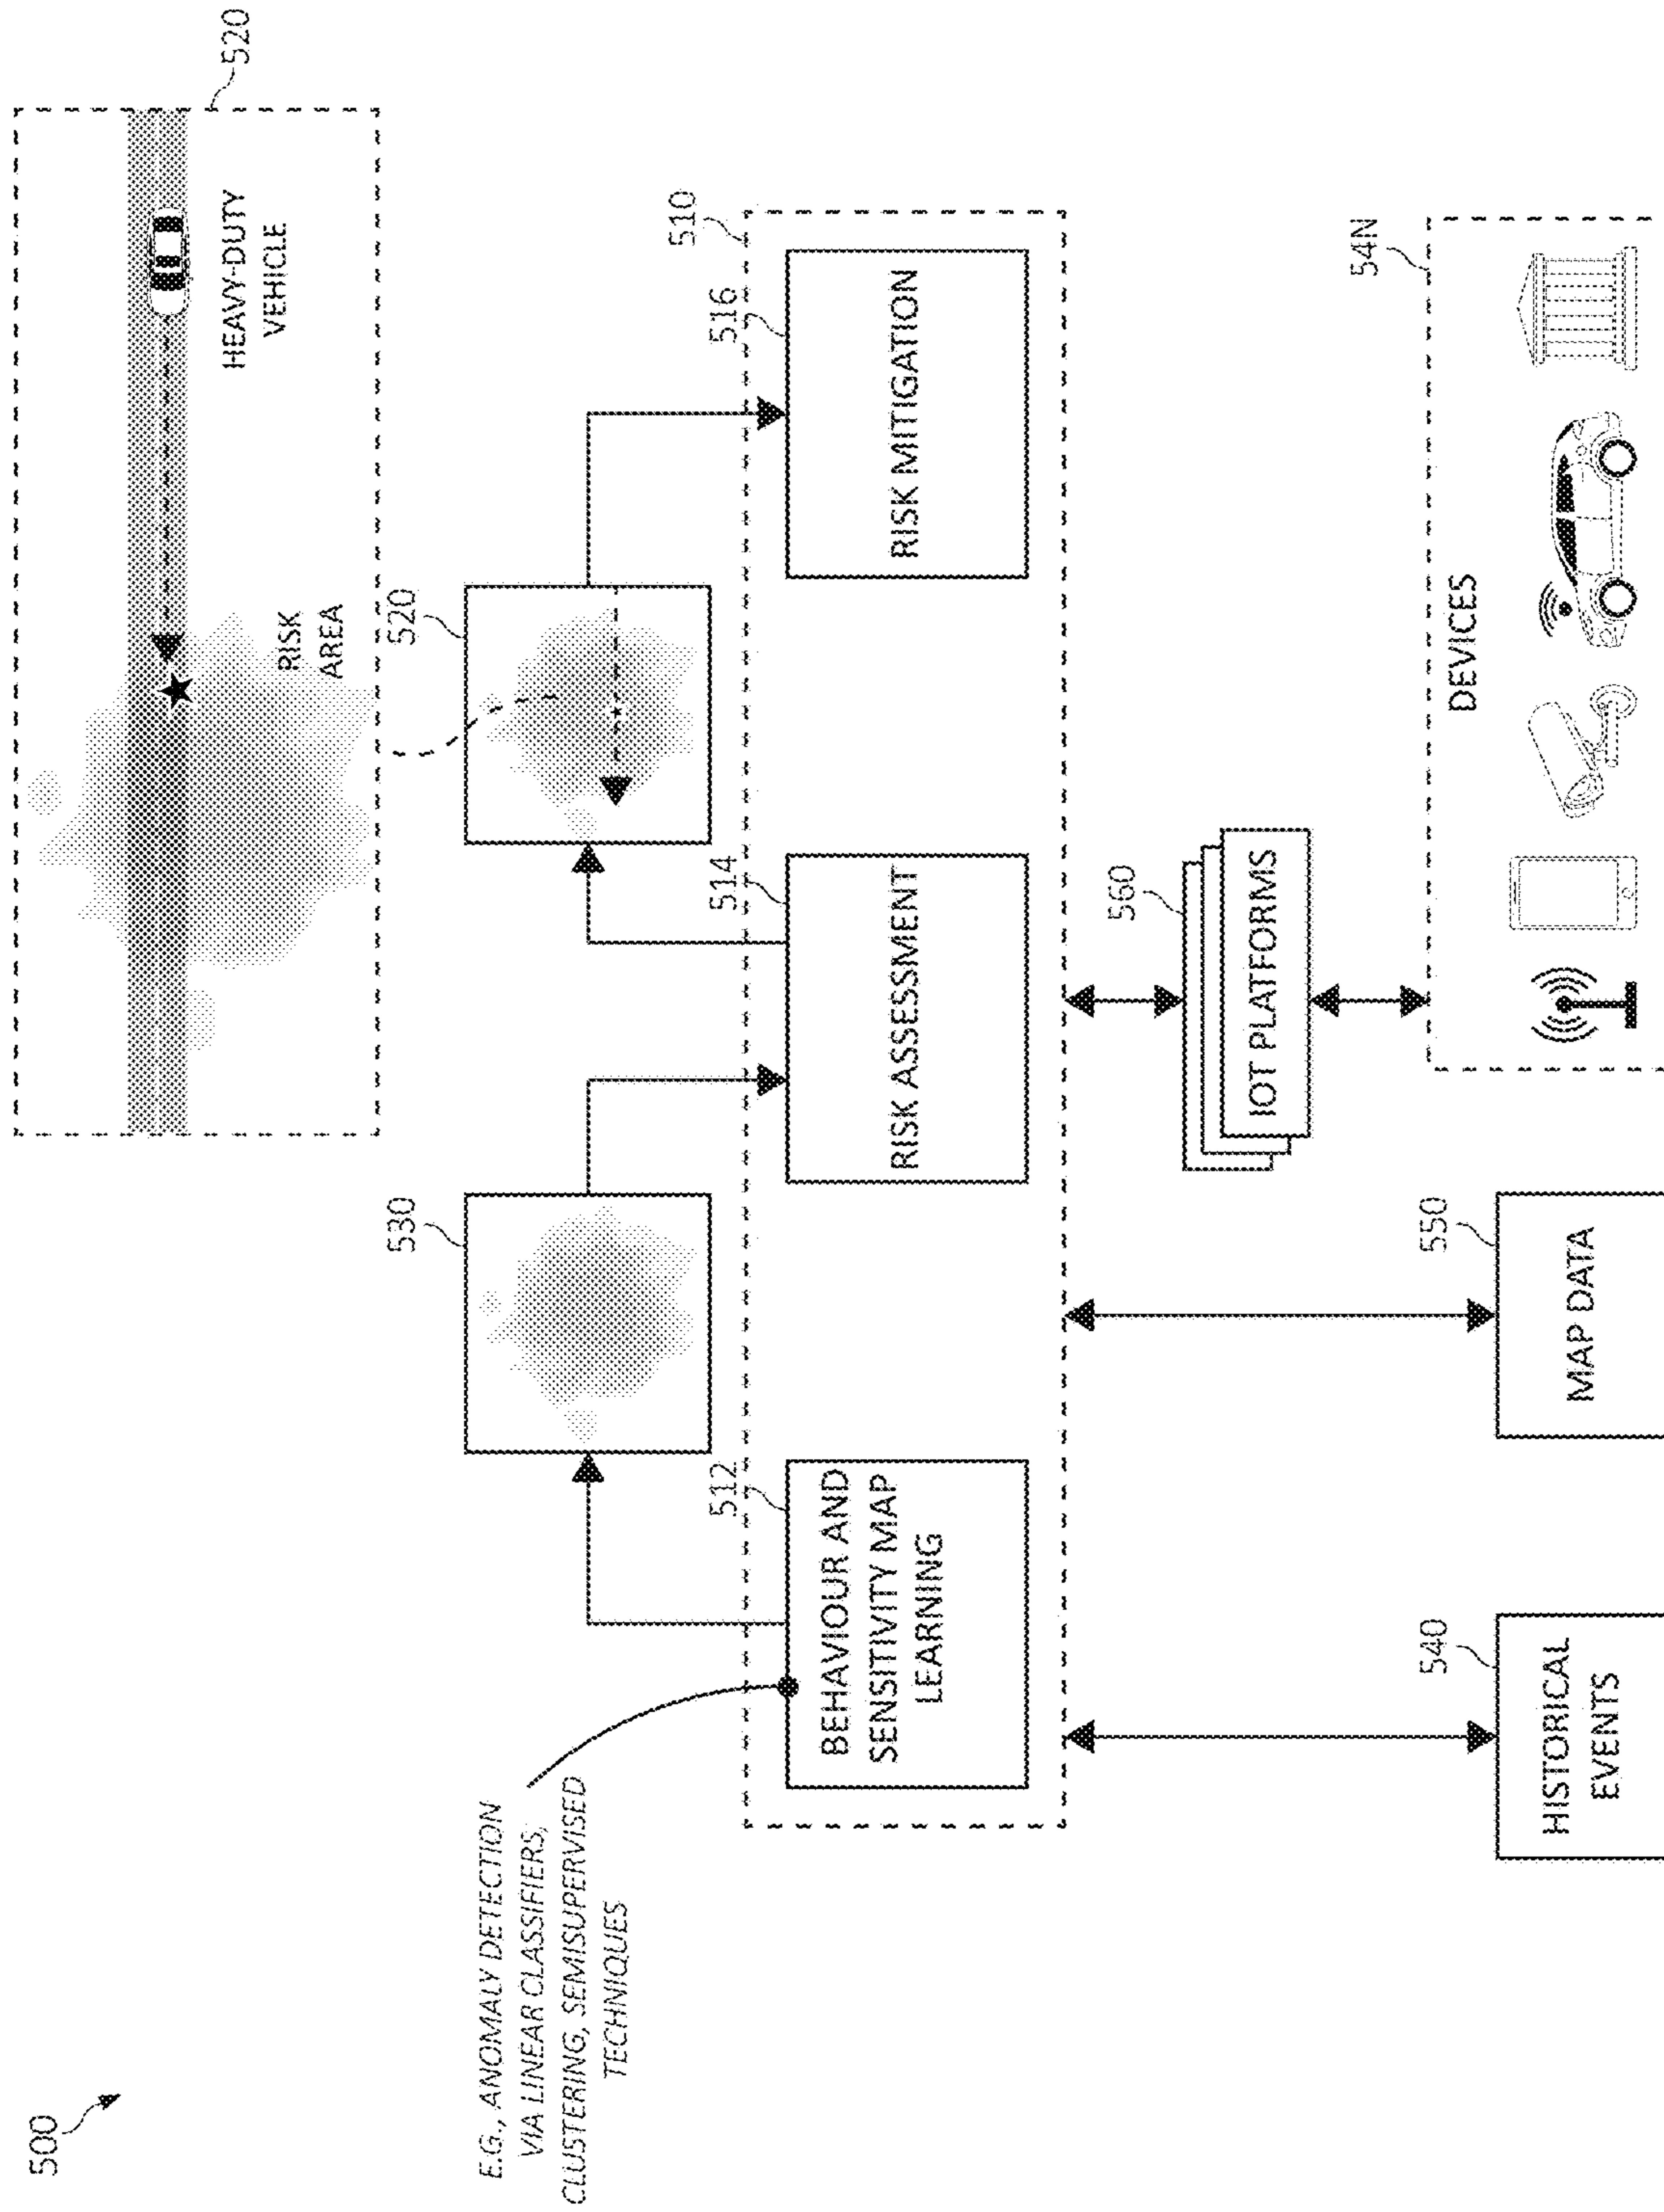 500
520
HEAVY-DUTY
VEHICLE
RISK
AREA
E.G., ANOMALY DETECTION
VIA LINEAR CLASSIFIERS,
CLUSTERING, SEMISUPERVISED
TECHNIQUES
530
520
510
512
BEHAVIOUR AND
SENSITIVITY MAP
LEARNING
514
RISK ASSESSMENT
516
RISK MITIGATION
560
IOT PLATFORMS
540
HISTORICAL
EVENTS
550
MAP DATA
54N
DEVICES